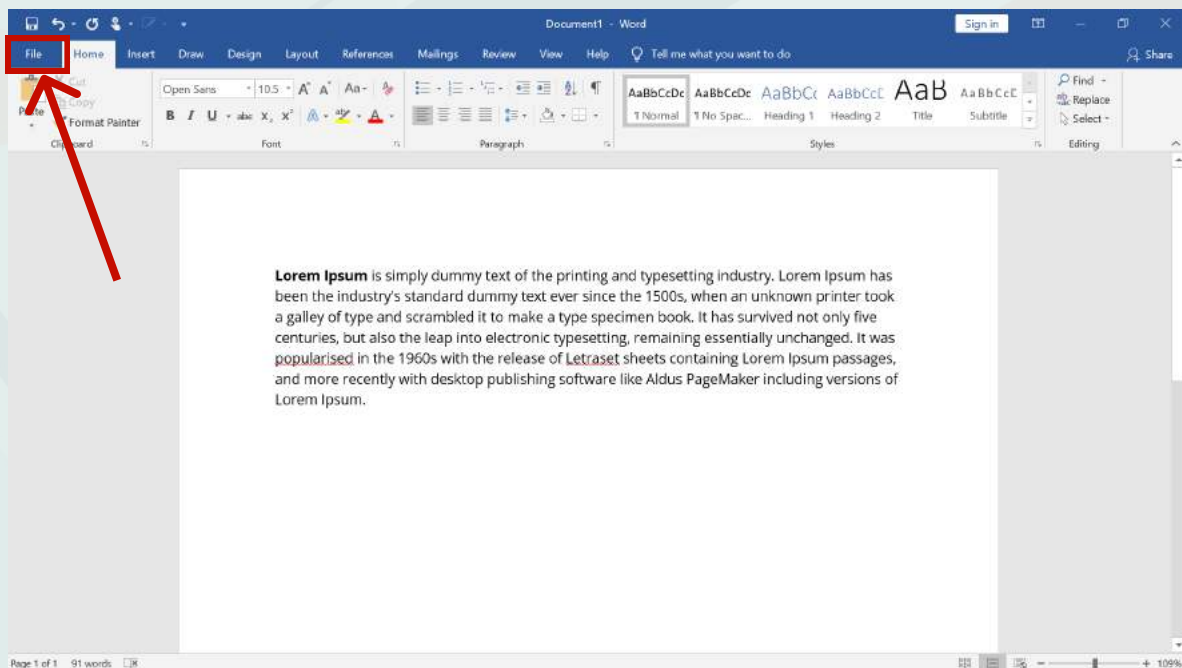 Document1 - Word
Sign in
File Home Insert Draw Design Layout References Mailings Review View Help Tell me what you want to do Share
Cut
Copy
Format Painter
Clipboard
Open Sans 10.5 A A Aa
B I U abc X₂ X² A aby A
Font
Paragraph
AaBbCcDc AaBbCcDc AaBbCc AaBbCcE AaB AaBbCcE
¶ Normal ¶ No Spac... Heading 1 Heading 2 Title Subtitle
Styles
Find
Replace
Select
Editing
Lorem Ipsum is simply dummy text of the printing and typesetting industry. Lorem Ipsum has
been the industry's standard dummy text ever since the 1500s, when an unknown printer took
a galley of type and scrambled it to make a type specimen book. It has survived not only five
centuries, but also the leap into electronic typesetting, remaining essentially unchanged. It was
popularised in the 1960s with the release of Letraset sheets containing Lorem Ipsum passages,
and more recently with desktop publishing software like Aldus PageMaker including versions of
Lorem Ipsum.
Page 1 of 1 91 words
109%